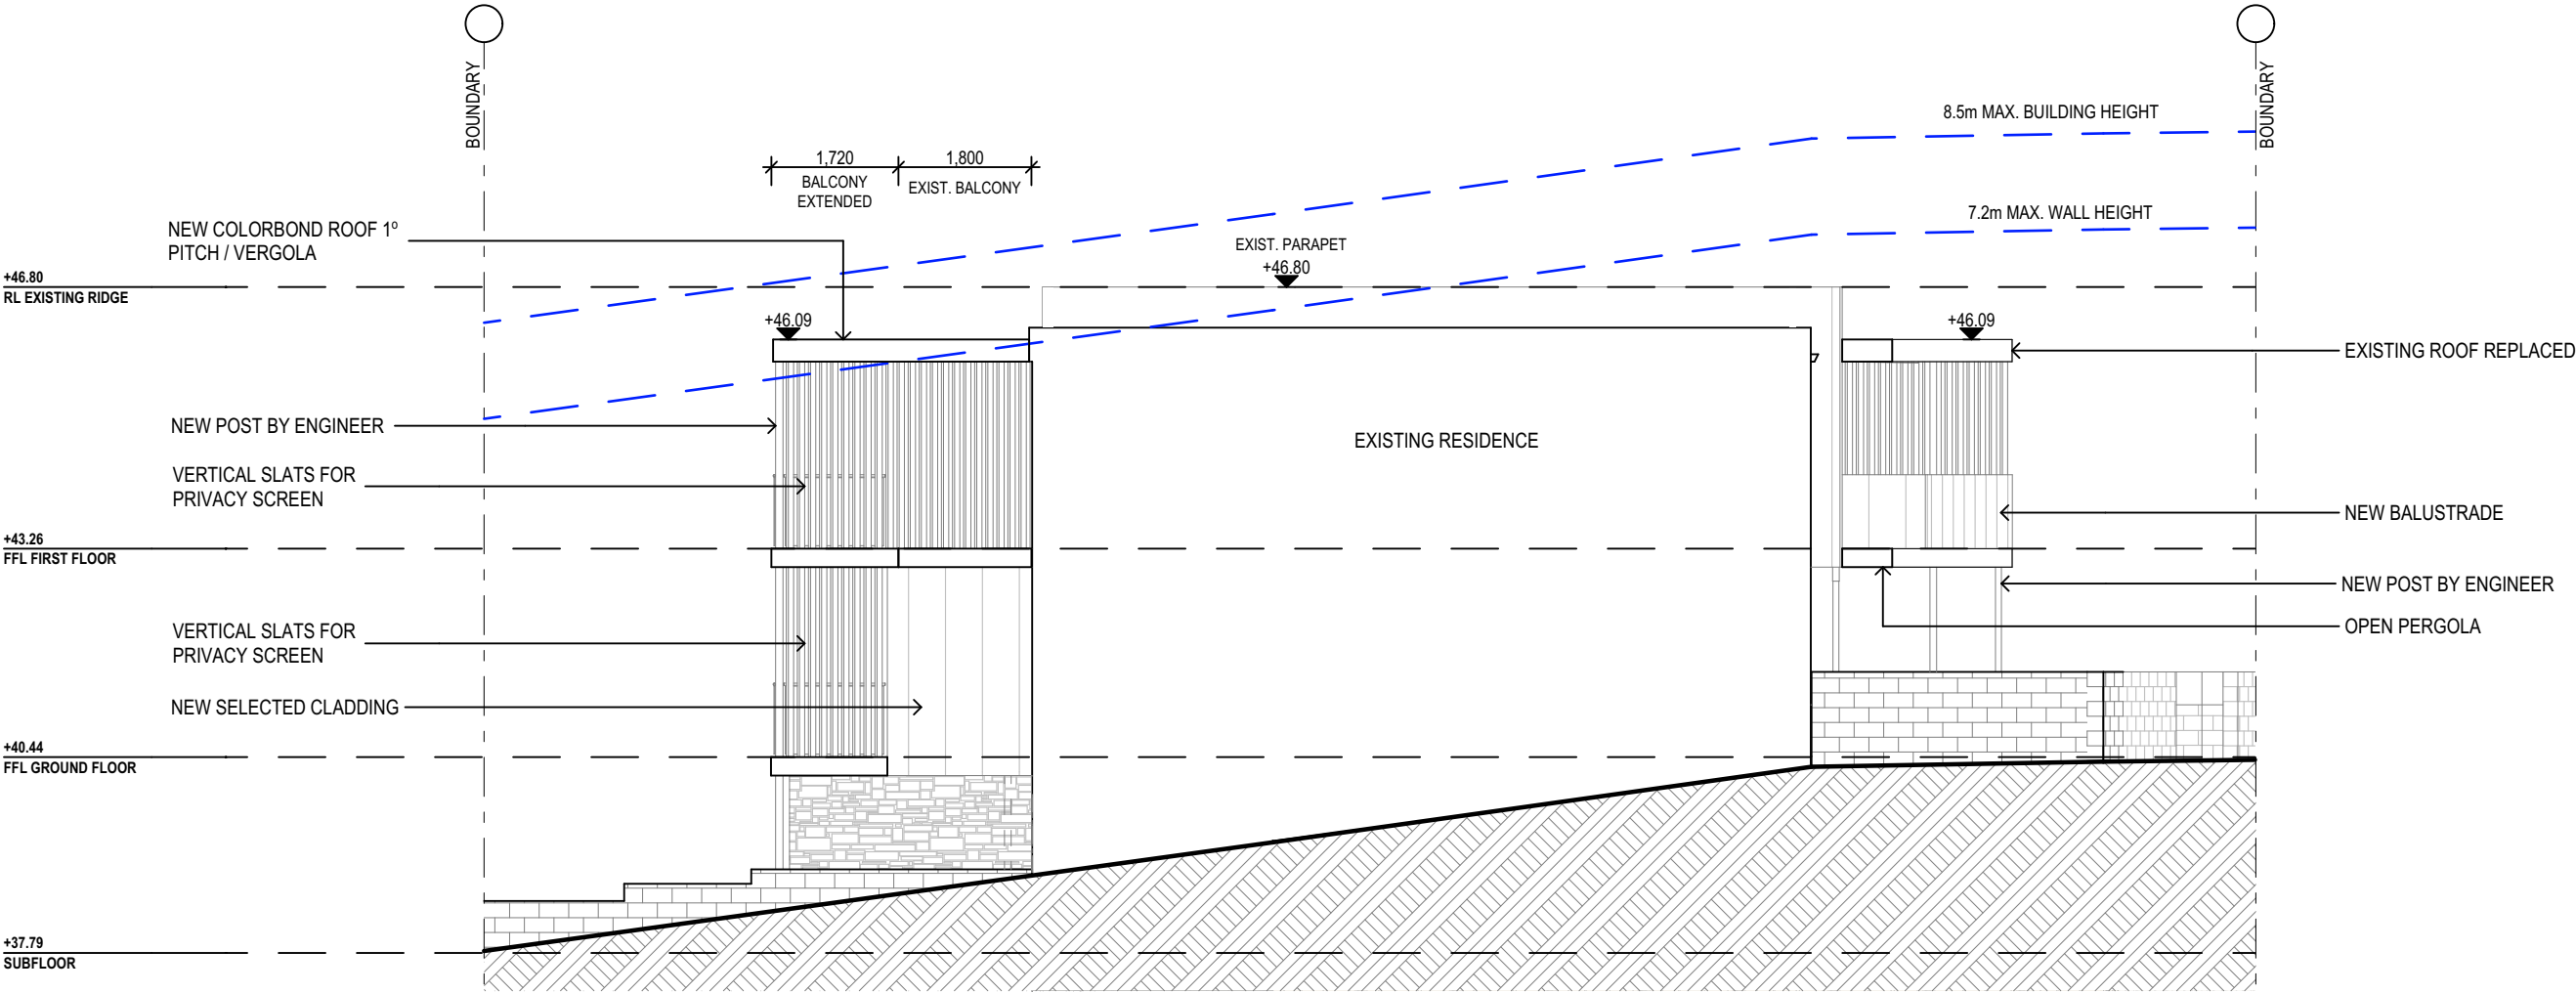 BOUNDARY
BOUNDARY
8.5m MAX. BUILDING HEIGHT
1,720
BALCONY
EXTENDED
1,800
EXIST. BALCONY
7.2m MAX. WALL HEIGHT
NEW COLORBOND ROOF 1º
PITCH / VERGOLA
EXIST. PARAPET
+46.80
+46.80
RL EXISTING RIDGE
+46.09
+46.09
EXISTING ROOF REPLACED
NEW POST BY ENGINEER
EXISTING RESIDENCE
VERTICAL SLATS FOR
PRIVACY SCREEN
NEW BALUSTRADE
+43.26
FFL FIRST FLOOR
NEW POST BY ENGINEER
OPEN PERGOLA
VERTICAL SLATS FOR
PRIVACY SCREEN
NEW SELECTED CLADDING
+40.44
FFL GROUND FLOOR
+37.79
SUBFLOOR